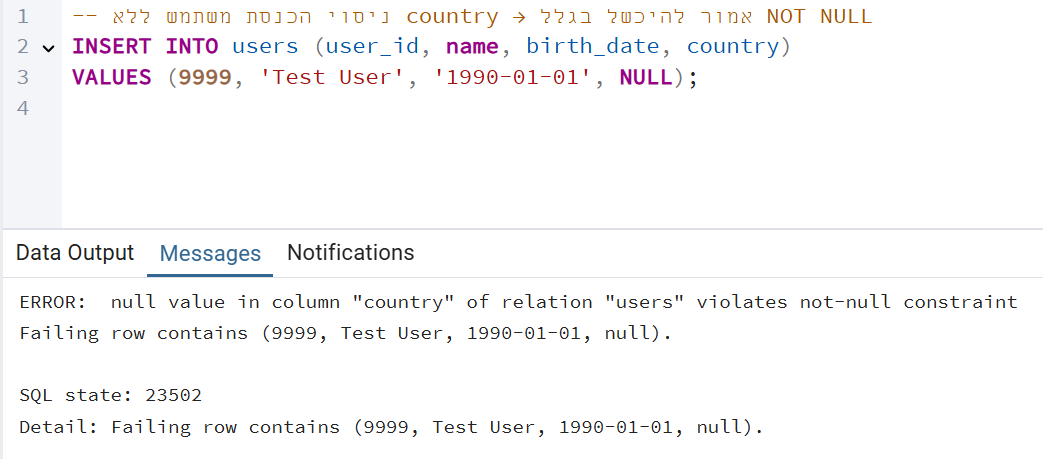 1 -- ניסוי הכנסת משתמש ללא country → אמור להיכשל בגלל NOT NULL
2 INSERT INTO users (user_id, name, birth_date, country)
3 VALUES (9999, 'Test User', '1990-01-01', NULL);
4
Data Output Messages Notifications
ERROR:  null value in column "country" of relation "users" violates not-null constraint
Failing row contains (9999, Test User, 1990-01-01, null).
SQL state: 23502
Detail: Failing row contains (9999, Test User, 1990-01-01, null).